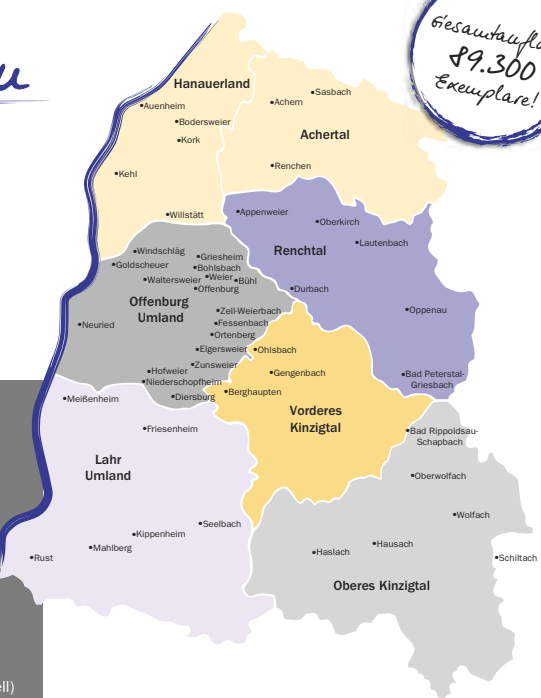 Gesamtaufla
89.300
Exemplare!
Hanauerland
Auenheim
Bodersweier
Kork
Kehl
Willstätt
Sasbach
Achern
Achertal
Renchen
Appenweier
Oberkirch
Lautenbach
Renchtal
Durbach
Oppenau
Bad Peterstal-
Griesbach
Windschläg
Goldscheuer
Griesheim
Bohlsbach
Waltersweier
Weier
Bühl
Offenburg
Offenburg
Umland
Neuried
Zell-Weierbach
Fessenbach
Ortenberg
Elgersweier
Zunsweier
Hofweier
Niederschopfheim
Diersburg
Ohlsbach
Gengenbach
Berghaupten
Vorderes
Kinzigtal
Meißenheim
Friesenheim
Lahr
Umland
Seelbach
Kippenheim
Mahlberg
Rust
Bad Rippoldsau-
Schapbach
Oberwolfach
Wolfach
Hausach
Haslach
Schiltach
Oberes Kinzigtal
ell)